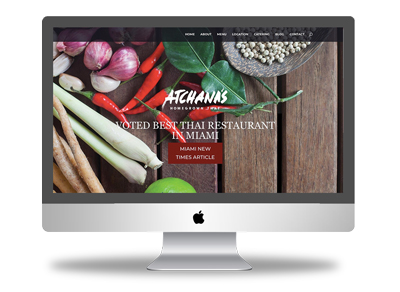 HOME ABOUT MENU LOCATION CATERING BLOG CONTACT
ATCHANA'S
HOMEGROWN THAI
VOTED BEST THAI RESTAURANT
IN MIAMI
MIAMI NEW
TIMES ARTICLE